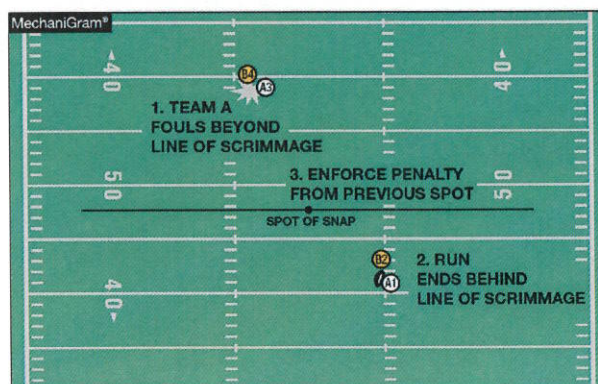 MechaniGram®
40
40
B4
A3
1. TEAM A
FOULS BEYOND
LINE OF SCRIMMAGE
3. ENFORCE PENALTY
FROM PREVIOUS SPOT
50
50
SPOT OF SNAP
B2
A1
2. RUN
ENDS BEHIND
LINE OF SCRIMMAGE
40